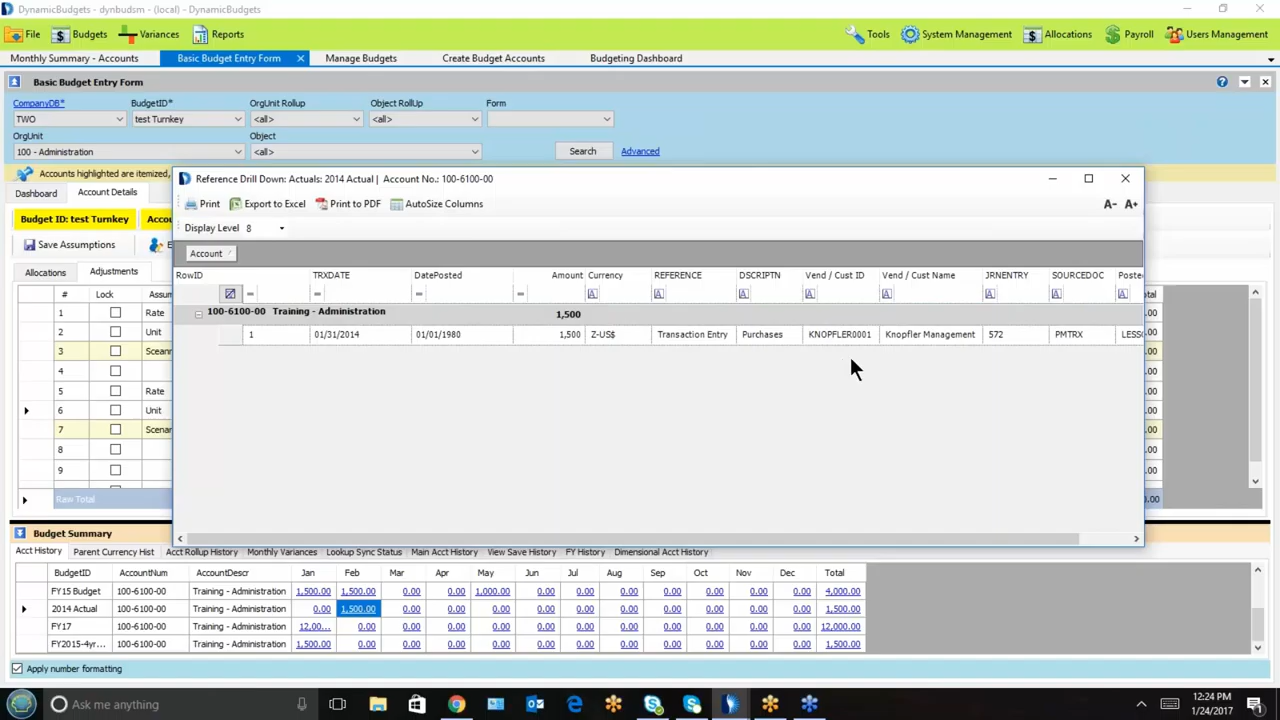 DynamicBudgets - dynbudsm - (local) - DynamicBudgets
File Budgets Variances Reports Tools System Management Allocations Payroll Users Management
Monthly Summary - Accounts Basic Budget Entry Form Manage Budgets Create Budget Accounts Budgeting Dashboard
Basic Budget Entry Form
CompanyDB* BudgetID* OrgUnit Rollup Object RollUp Form
TWO test Turnkey <all> <all>
OrgUnit Object
100 - Administration <all> Search Advanced
Accounts highlighted are itemized,
Dashboard Account Details
Budget ID: test Turnkey
Save Assumptions
Allocations Adjustments
# Lock
1 Rate
2 Unit
3
4
5 Rate
6 Unit
7
8
9
Raw Total
Reference Drill Down: Actuals: 2014 Actual | Account No.: 100-6100-00
Print Export to Excel Print to PDF AutoSize Columns A- A+
Display Level 8
Account
RowID TRXDATE DatePosted Amount Currency REFERENCE DSCRIPTN Vend / Cust ID Vend / Cust Name JRNENTRY SOURCEDOC
100-6100-00 Training - Administration 1,500
1 01/31/2014 01/01/1980 1,500 Z-US$ Transaction Entry Purchases KNOPFLER0001 Knopfler Management 572 PMTRX
Budget Summary
Acct History Parent Currency Hist Acct Rollup History Monthly Variances Lookup Sync Status Main Acct History View Save History FY History Dimensional Acct History
BudgetID AccountNum AccountDescr Jan Feb Mar Apr May Jun Jul Aug Sep Oct Nov Dec Total
FY15 Budget 100-6100-00 Training - Administration 1,500.00 1,500.00 0.00 0.00 1,000.00 0.00 0.00 0.00 0.00 0.00 0.00 0.00 4,000.00
2014 Actual 100-6100-00 Training - Administration 0.00 1,500.00 0.00 0.00 0.00 0.00 0.00 0.00 0.00 0.00 0.00 0.00 1,500.00
FY17 100-6100-00 Training - Administration 12,00... 0.00 0.00 0.00 0.00 0.00 0.00 0.00 0.00 0.00 0.00 0.00 12,000.00
FY2015-4yr... 100-6100-00 Training - Administration 1,500.00 0.00 0.00 0.00 0.00 0.00 0.00 0.00 0.00 0.00 0.00 0.00 1,500.00
Apply number formatting
Ask me anything
12:24 PM
1/24/2017